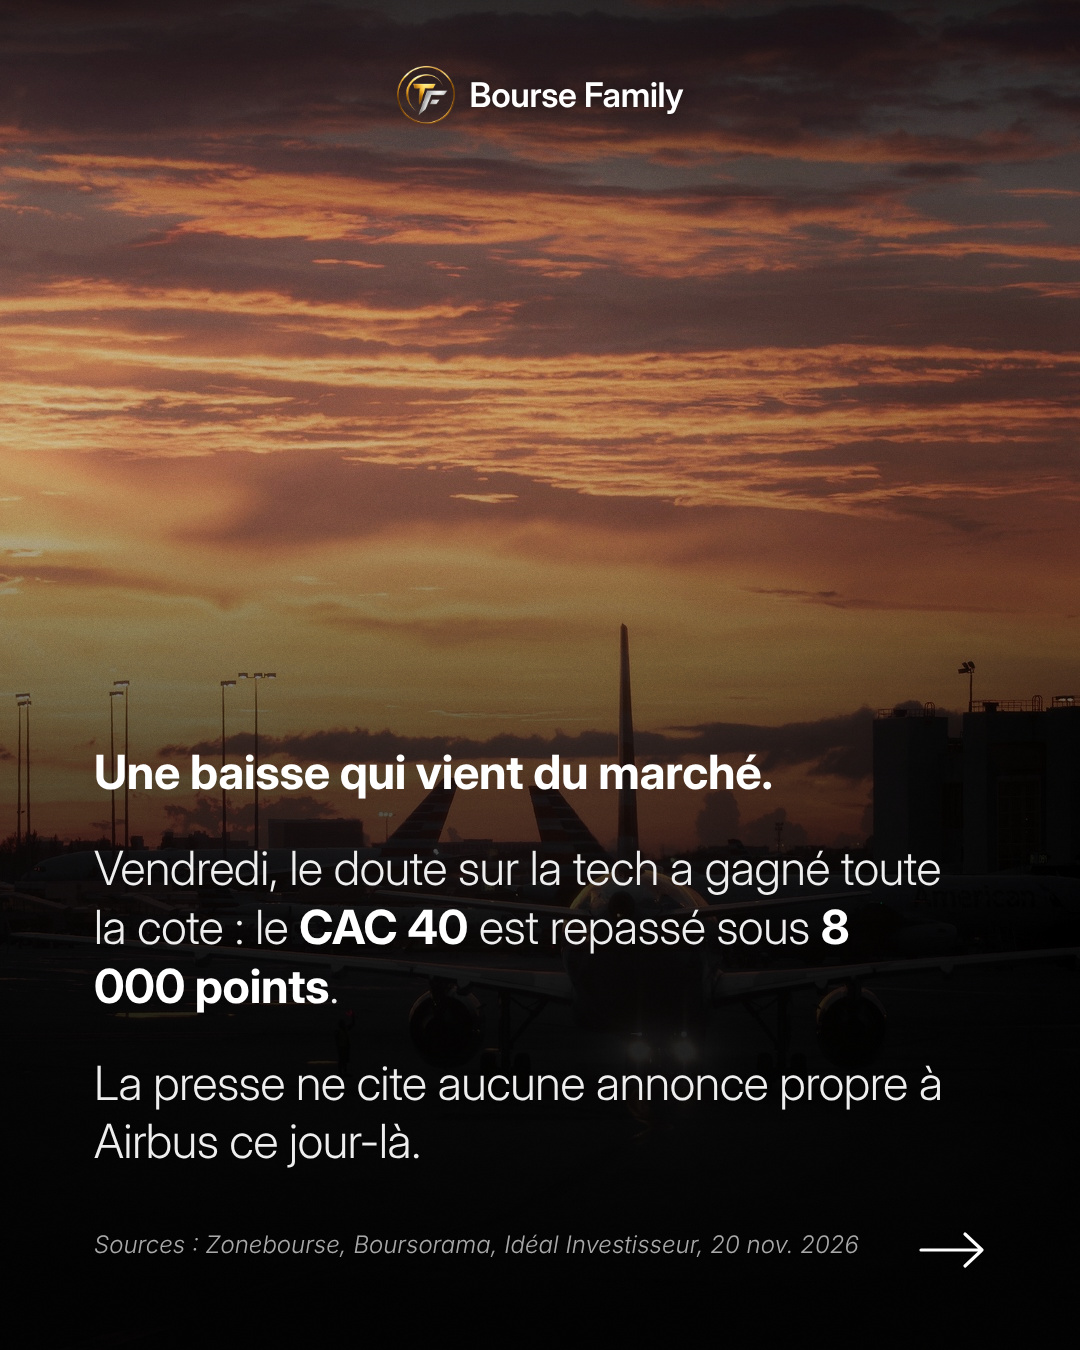 TF Bourse Family
Une baisse qui vient du marché.
Vendredi, le doute sur la tech a gagné toute
la cote : le CAC 40 est repassé sous 8
000 points.
La presse ne cite aucune annonce propre à
Airbus ce jour-là.
Sources : Zonebourse, Boursorama, Idéal Investisseur, 20 nov. 2026
American